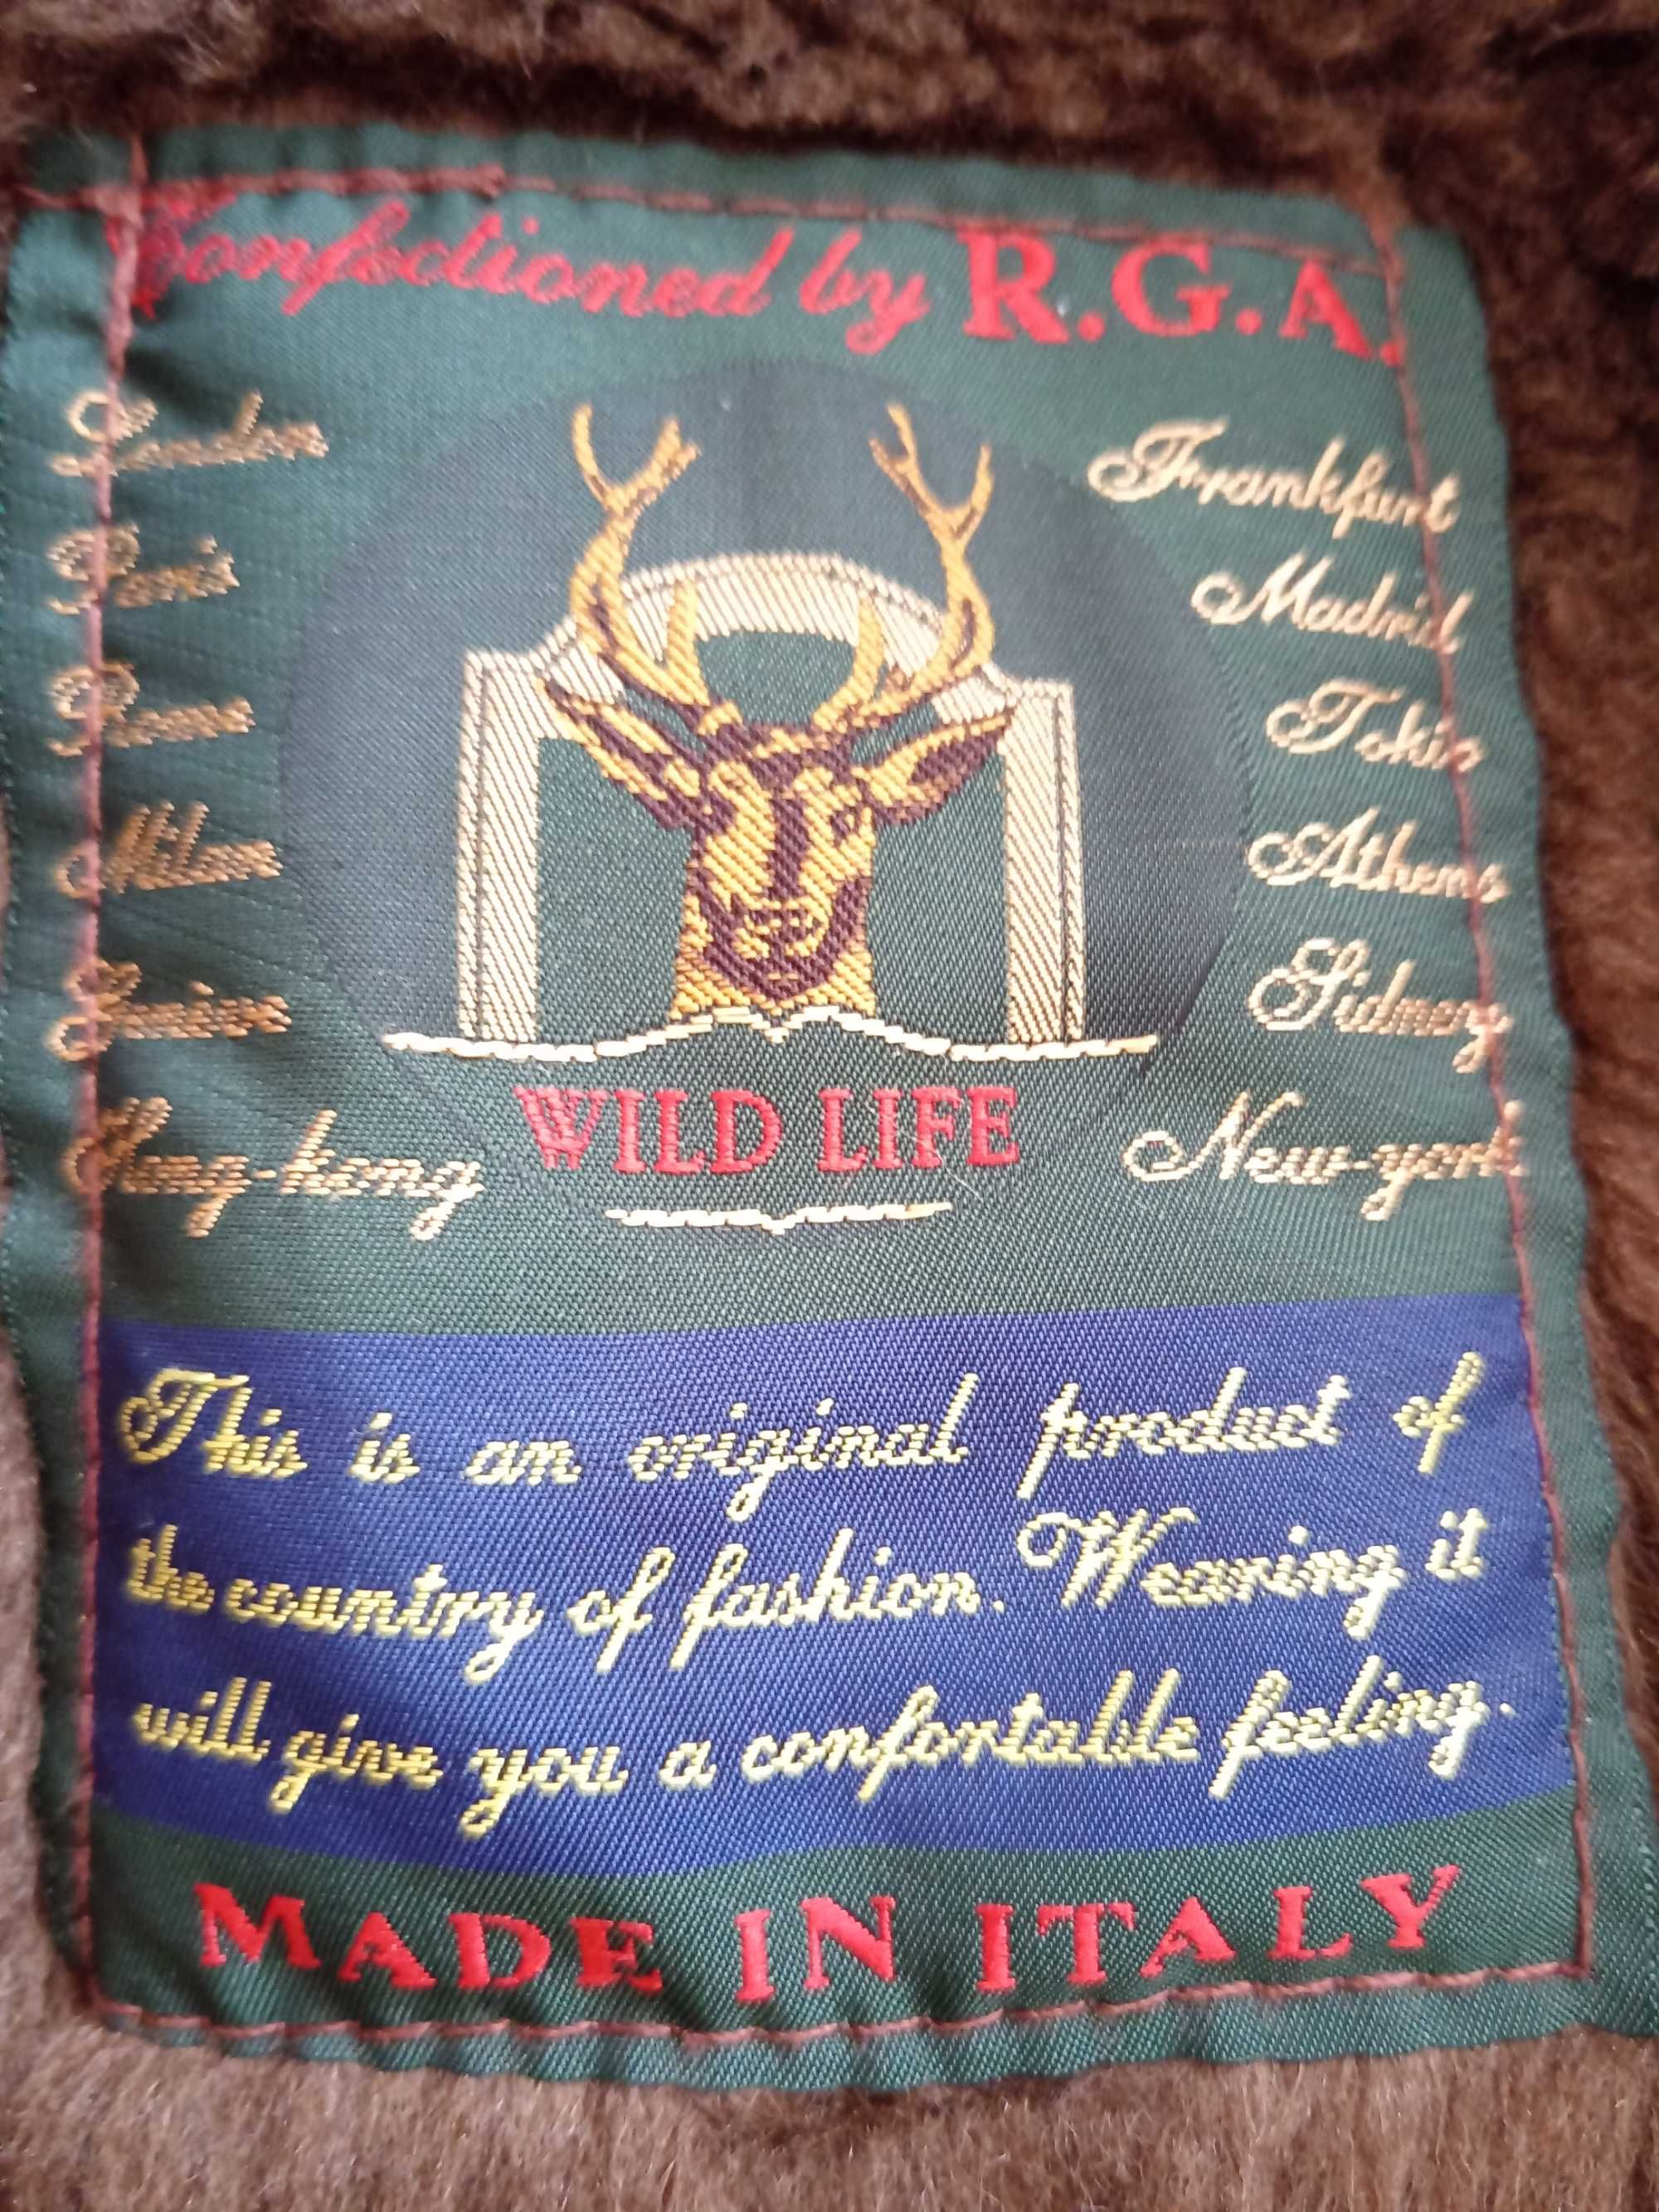 Confectioned by R.G.A.
London
Paris
Rome
Milan
Genève
Hong-kong
Frankfurt
Madrid
Tokio
Athens
Sidney
New-york
WILD LIFE
This is an original product of
the country of fashion. Wearing it
will give you a confortable feeling.
MADE IN ITALY